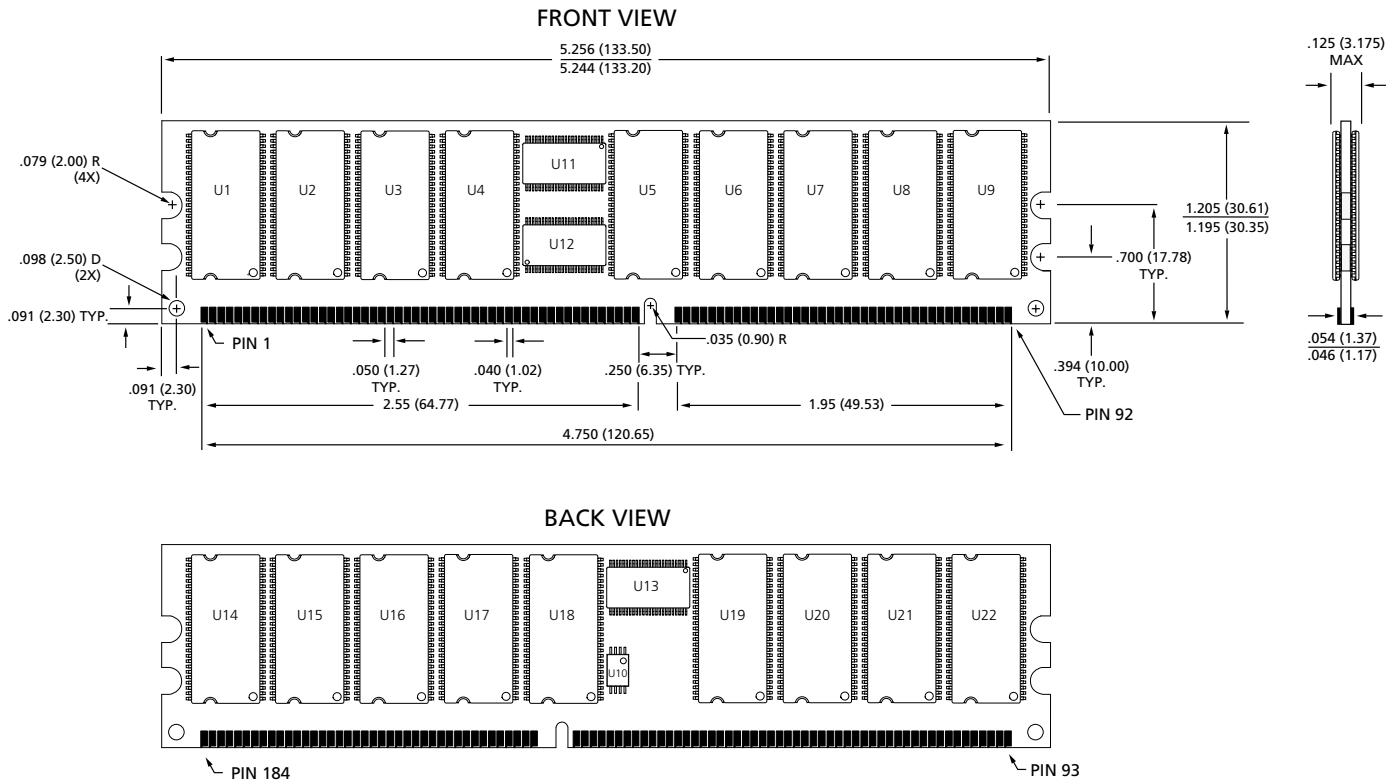 FRONT VIEW
5.256 (133.50)
5.244 (133.20)
.125 (3.175)
MAX
.079 (2.00) R
(4X)
U1
U2
U3
U4
U11
U5
U6
U7
U8
U9
U12
1.205 (30.61)
1.195 (30.35)
.700 (17.78)
TYP.
.098 (2.50) D
(2X)
.091 (2.30) TYP.
PIN 1
.035 (0.90) R
.054 (1.37)
.046 (1.17)
.091 (2.30)
TYP.
.050 (1.27)
TYP.
.040 (1.02)
TYP.
.250 (6.35) TYP.
.394 (10.00)
TYP.
2.55 (64.77)
1.95 (49.53)
PIN 92
4.750 (120.65)
BACK VIEW
U14
U15
U16
U17
U18
U13
U19
U20
U21
U22
U10
PIN 184
PIN 93